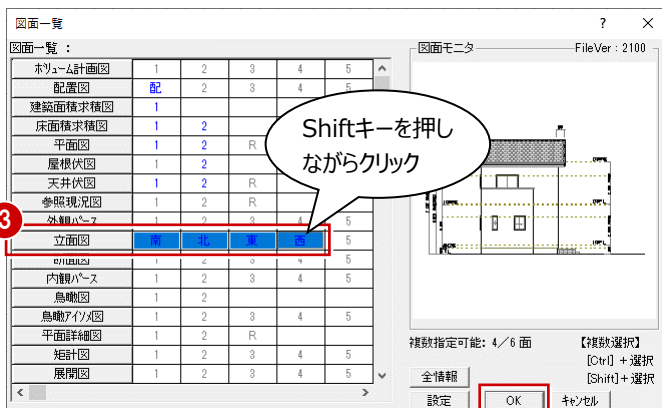 図面一覧 ? ×
図面一覧 :
ボリューム計画図 1 2 3 4 5
配置図 配 2 3 4 5
建築面積求積図 1
床面積求積図 1 2
平面図 1 2 R
屋根伏図 1 2
天井伏図 1 2 R
参照現況図 1 2 R
外観パース 1 2 3 4 5
立面図 南 北 東 西 5
断面図 1 2 3 4 5
内観パース 1 2 3 4 5
鳥瞰図 1 2
鳥瞰アイソメ図 1 2 3 4 5
平面詳細図 1 2 R
矩計図 1 2 3 4 5
展開図 1 2 3 4 5
3
Shiftキーを押し
ながらクリック
図面モニタ FileVer : 2100
複数指定可能: 4/6 面 【複数選択】
[Ctrl] +選択
[Shift]+選択
全情報
設定 OK キャンセル